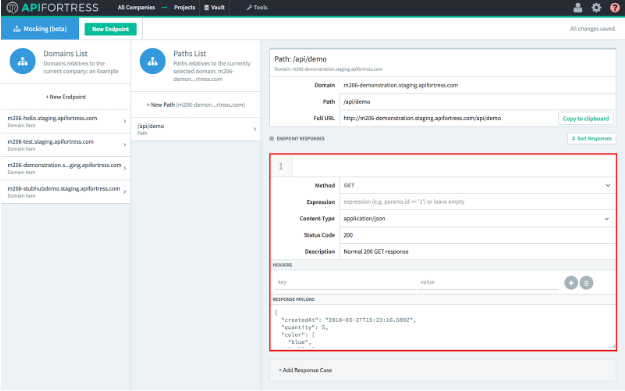 APIFORTRESS
All Companies → Projects
Vault
Tools
Mocking (beta)
New Endpoint
All changes saved.
Domains List
Domains relatives to the
current company: an Example
+ New Endpoint
m206-hello.staging.apifortress.com
Domain Item
m206-test.staging.apifortress.com
Domain Item
m206-demonstration.s...ging.apifortress.com
Domain Item
m206-stubhubdemo.staging.apifortress.com
Domain Item
Paths List
Paths relatives to the currently
selected domain: m206-
demon...rtress.com
+ New Path (m206-demon...rtress.com)
/api/demo
Path
Path: /api/demo
Domain: m206-demonstration.staging.apifortress.com
Domain m206-demonstration.staging.apifortress.com
Path /api/demo
Full URL http://m206-demonstration.staging.apifortress.com/api/demo
Copy to clipboard
ENDPOINT RESPONSES
Sort Responses
1
Method GET
Expression expression (e.g. params.id == '1') or leave empty
Content-Type application/json
Status Code 200
Description Normal 200 GET response
HEADERS
key value
RESPONSE PAYLOAD
{
"createdAt": "2018-03-27T15:23:16.589Z",
"quantity": 5,
"color": [
"blue",
+ Add Response Case